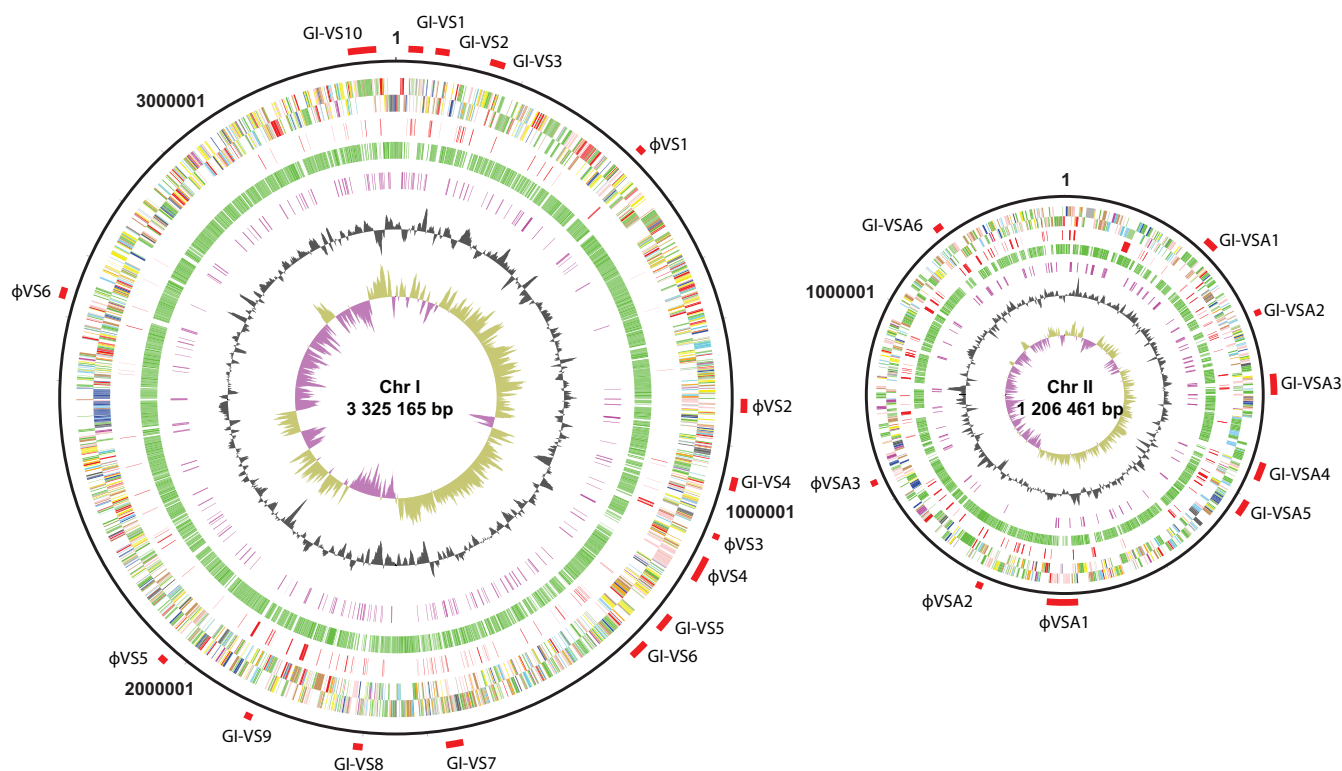 GI-VS10
1
GI-VS1
GI-VS2
GI-VS3
3000001
ϕVS1
ϕVS6
Chr I
3 325 165 bp
ϕVS2
GI-VS4
1000001
ϕVS3
ϕVS4
GI-VS5
GI-VS6
ϕVS5
2000001
GI-VS9
GI-VS8
GI-VS7
1
GI-VSA6
GI-VSA1
1000001
GI-VSA2
Chr II
1 206 461 bp
GI-VSA3
ϕVSA3
GI-VSA4
GI-VSA5
ϕVSA2
ϕVSA1